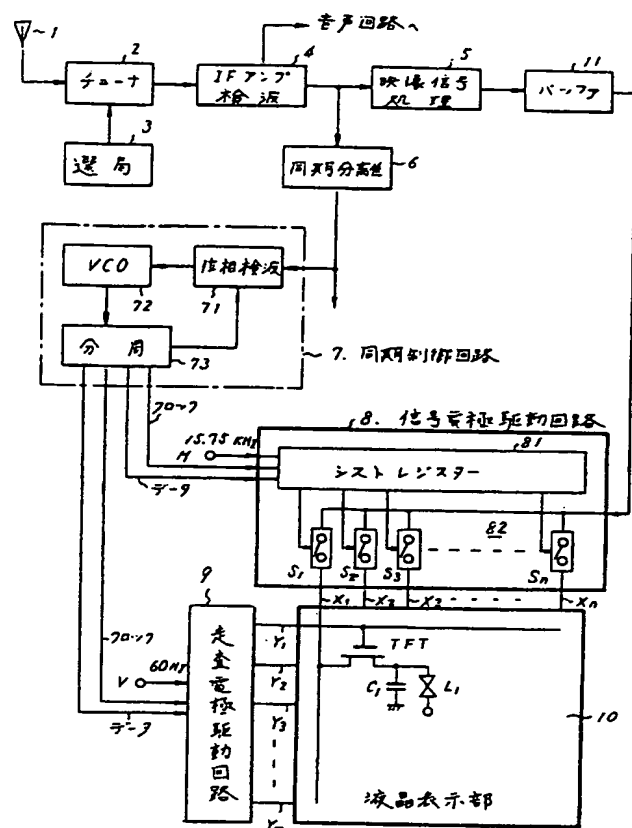 音声回路へ
1
2
チューナ
4
IFアンプ
検波
5
映像信号
処理
11
バッファ
3
選局
同期分離
6
VCO
72
位相検波
71
分周
73
7. 同期制御回路
クロック
15.75 KHz
H
データ
8. 信号電極駆動回路
81
シフトレジスター
82
S1
S2
S3
Sn
X1
X2
X3
Xn
9
走査電極駆動回路
クロック
60Hz
V
データ
Y1
Y2
Y3
TFT
C1
L1
10
液晶表示部